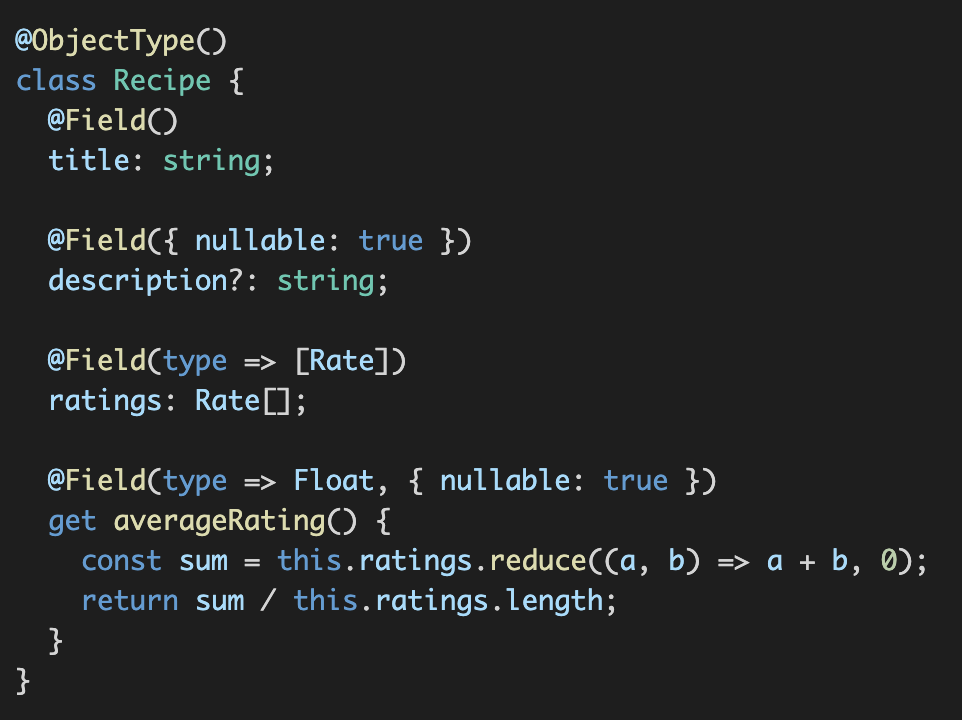 @ObjectType()
class Recipe {
  @Field()
  title: string;

  @Field({ nullable: true })
  description?: string;

  @Field(type => [Rate])
  ratings: Rate[];

  @Field(type => Float, { nullable: true })
  get averageRating() {
    const sum = this.ratings.reduce((a, b) => a + b, 0);
    return sum / this.ratings.length;
  }
}